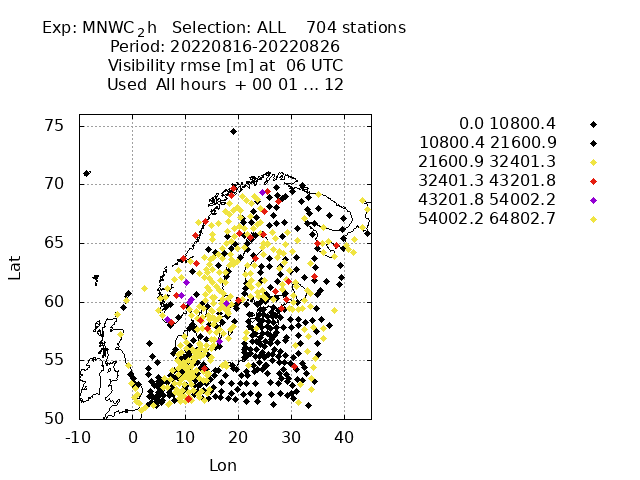 Exp: MNWC_2h   Selection: ALL    704 stations
Period: 20220816-20220826
Visibility rmse [m] at  06 UTC
Used  All hours  + 00 01 ... 12
0.0 10800.4
10800.4 21600.9
21600.9 32401.3
32401.3 43201.8
43201.8 54002.2
54002.2 64802.7
75
70
65
60
55
50
Lat
-10 0 10 20 30 40
Lon